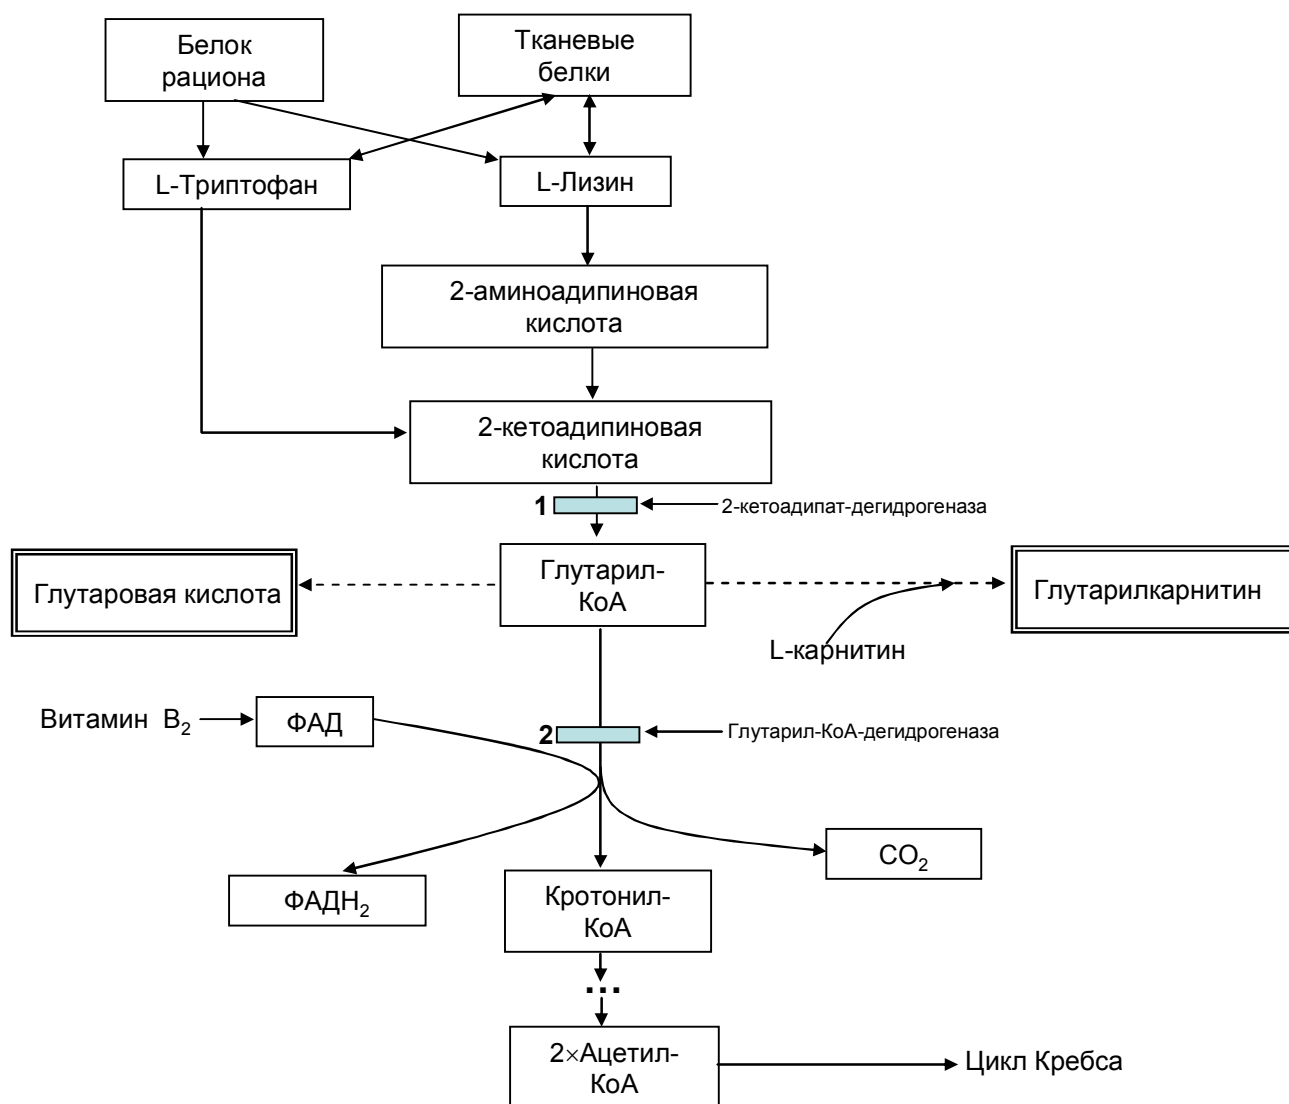 Белок
рациона
Тканевые
белки
L-Триптофан
L-Лизин
2-аминоадипиновая
кислота
2-кетоадипиновая
кислота
1
2-кетоадипат-дегидрогеназа
Глутаровая кислота
Глутарил-
КоА
Глутарилкарнитин
L-карнитин
Витамин B2
ФАД
2
Глутарил-КоА-дегидрогеназа
CO2
ФАДН2
Кротонил-
КоА
...
2×Ацетил-
КоА
Цикл Кребса